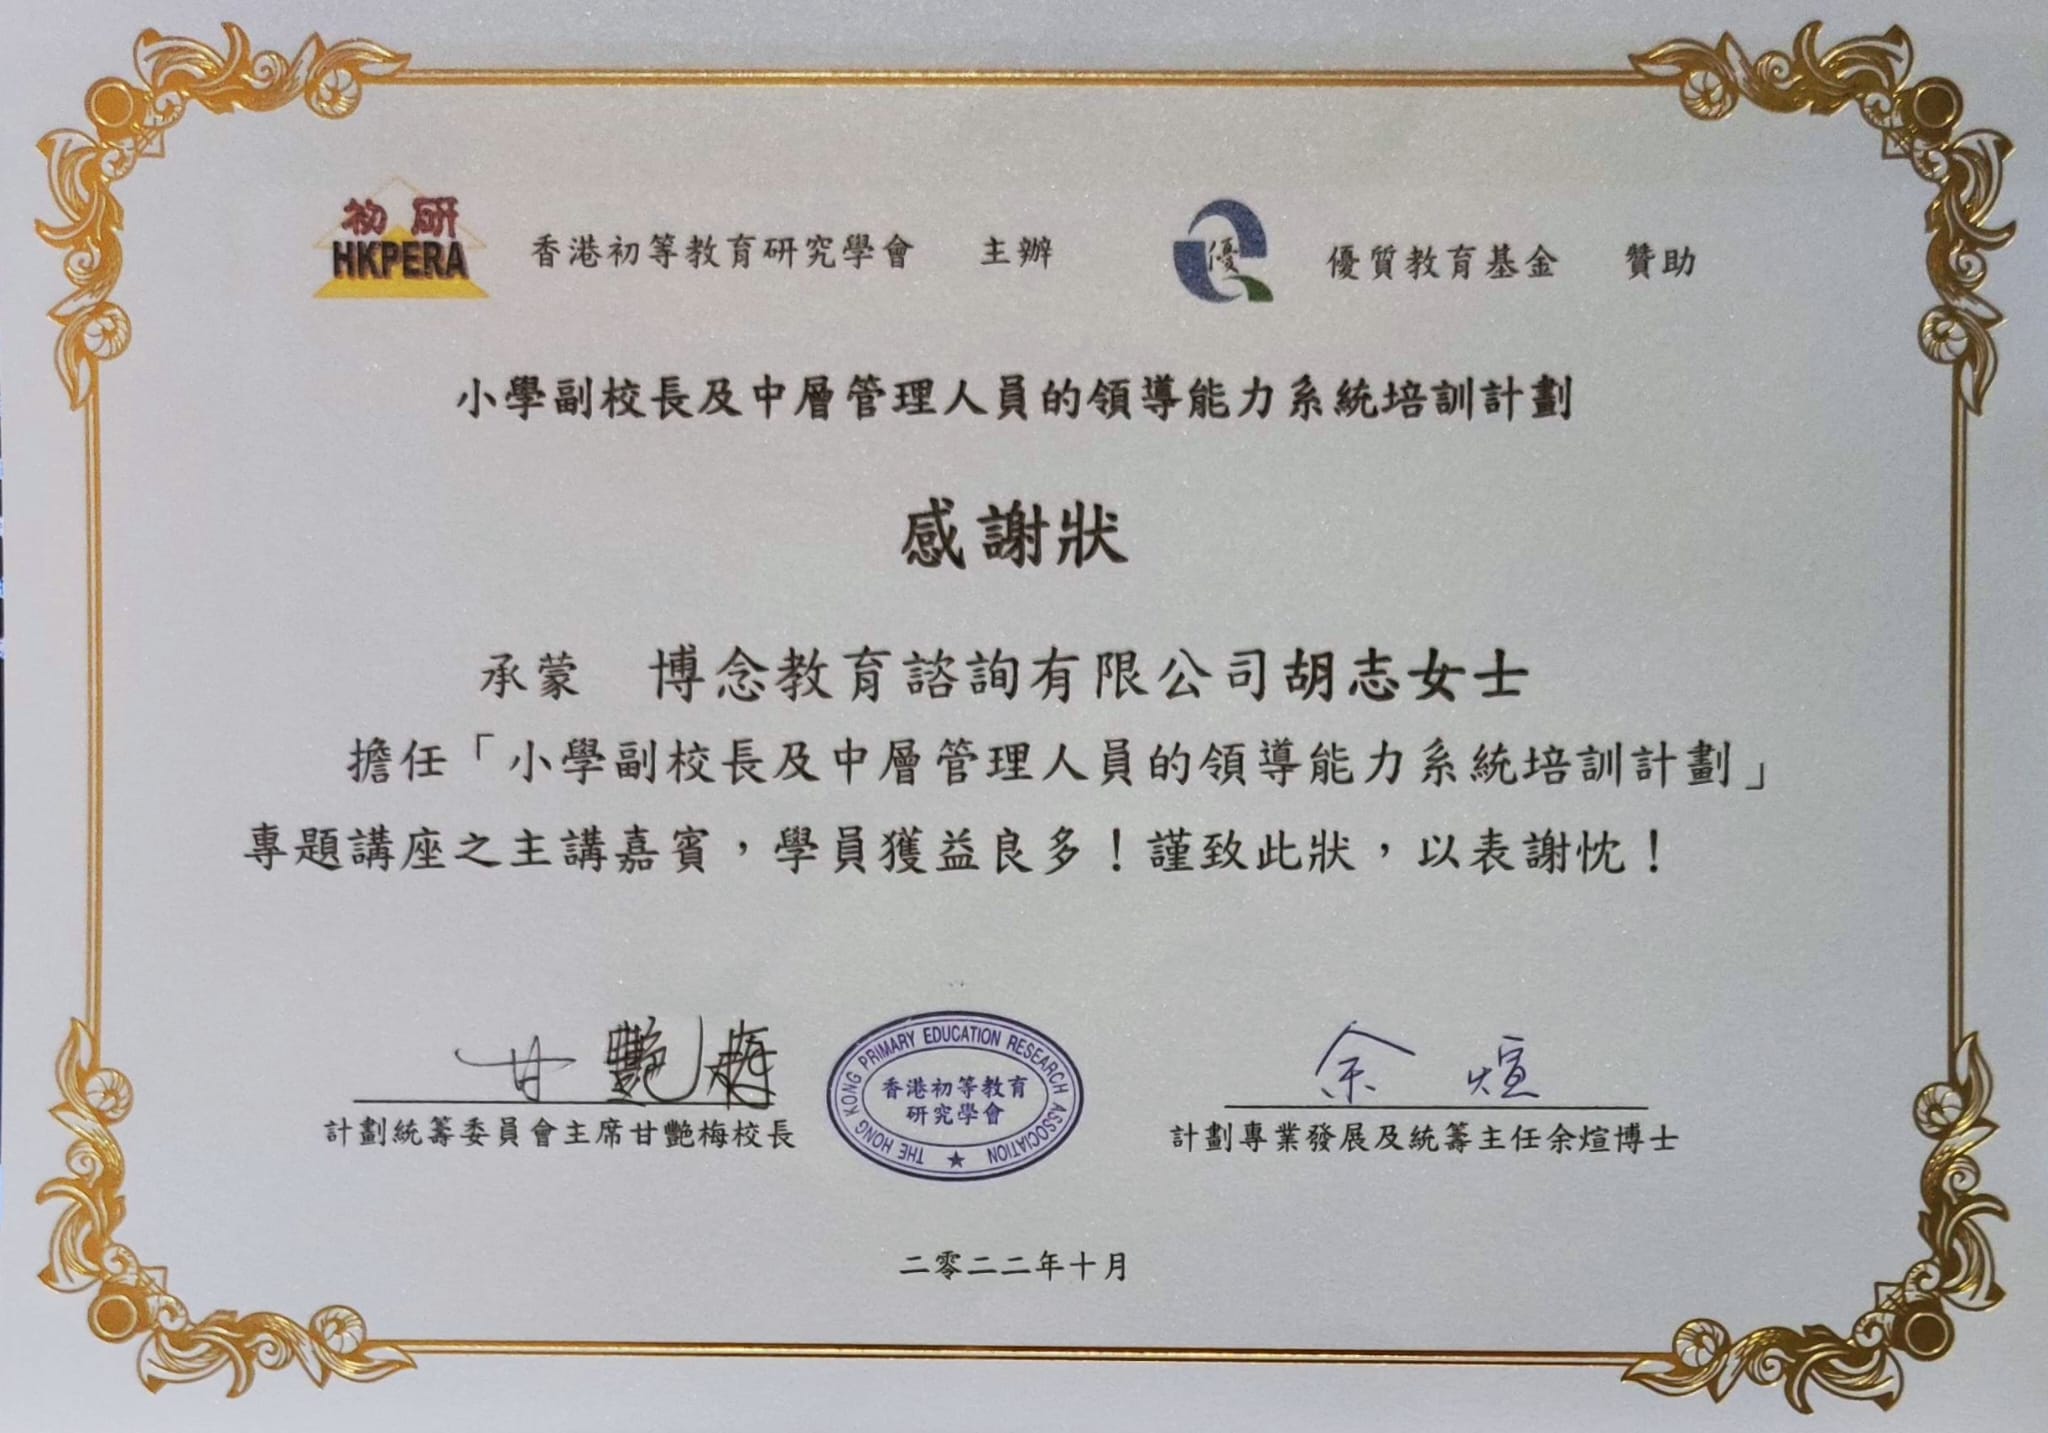 初研
HKPERA
香港初等教育研究學會 主辦
優
優質教育基金 贊助
小學副校長及中層管理人員的領導能力系統培訓計劃
感謝狀
承蒙 博念教育諮詢有限公司胡志女士
擔任「小學副校長及中層管理人員的領導能力系統培訓計劃」
專題講座之主講嘉賓，學員獲益良多！謹致此狀，以表謝忱！
甘艷梅
計劃統籌委員會主席甘艷梅校長
THE HONG KONG PRIMARY EDUCATION RESEARCH ASSOCIATION
香港初等教育
研究學會
余煊
計劃專業發展及統籌主任余煊博士
二零二二年十月